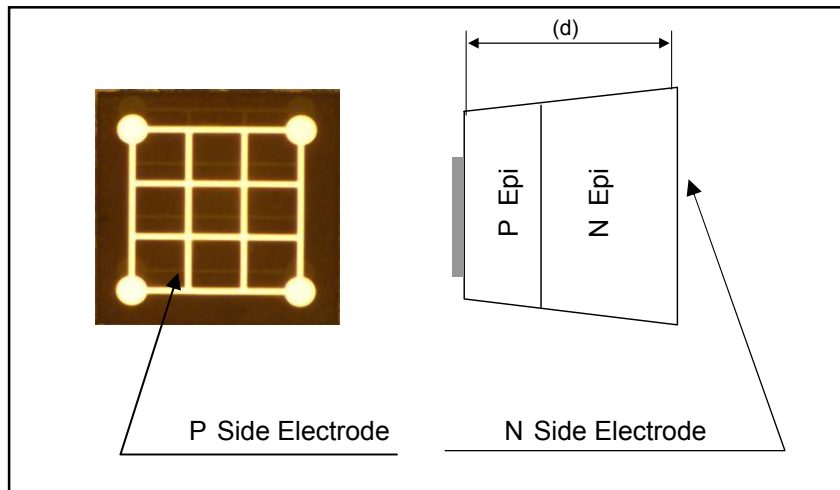 (d)
P Epi
N Epi
P Side Electrode
N Side Electrode